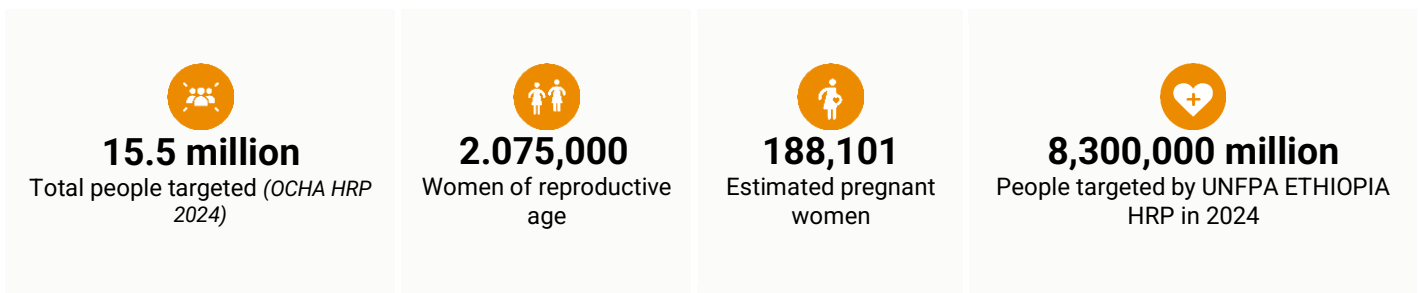 15.5 million
Total people targeted (OCHA HRP
2024)
2.075,000
Women of reproductive
age
188,101
Estimated pregnant
women
8,300,000 million
People targeted by UNFPA ETHIOPIA
HRP in 2024